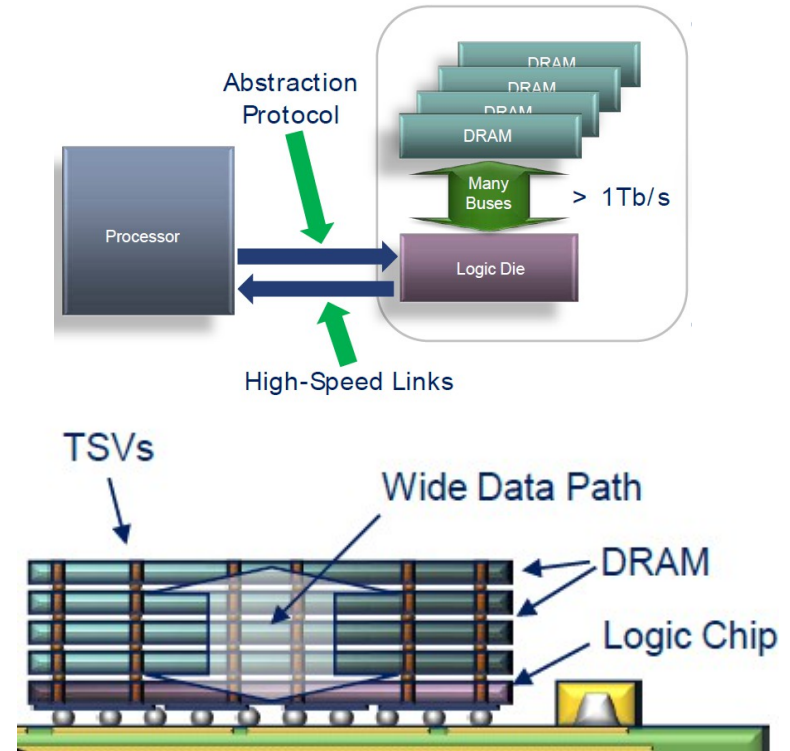 DRAM
DRAM
DRAM
DRAM
Abstraction
Protocol
Many
Buses
> 1Tb/s
Processor
Logic Die
High-Speed Links
TSVs
Wide Data Path
DRAM
Logic Chip